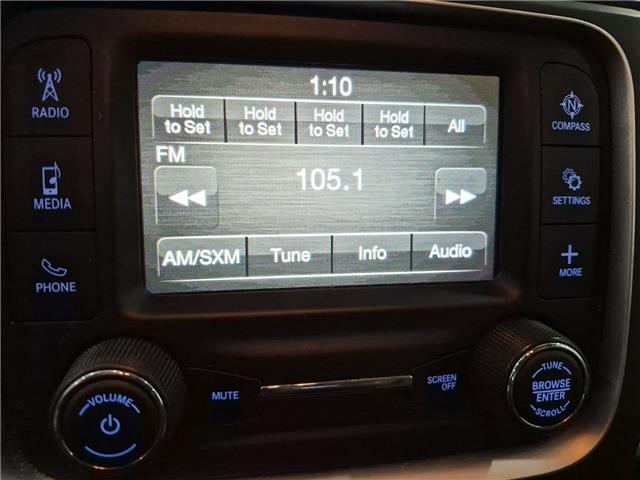 1:10
RADIO
Hold to Set
Hold to Set
Hold to Set
Hold to Set
All
COMPASS
N
FM
105.1
MEDIA
SETTINGS
AM/SXM
Tune
Info
Audio
PHONE
MORE
VOLUME
MUTE
SCREEN OFF
TUNE
BROWSE
ENTER
SCROLL